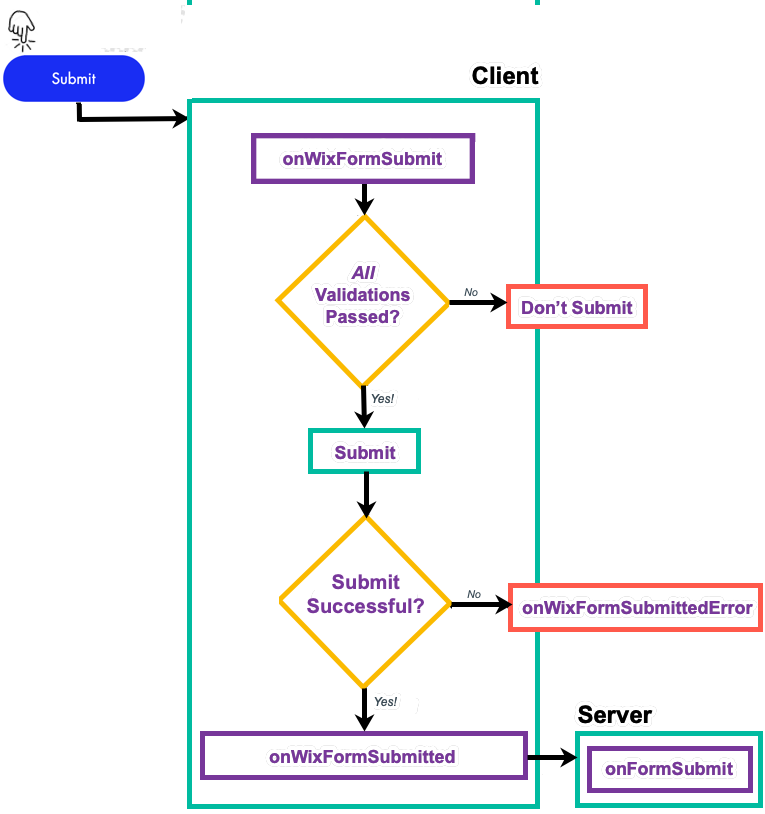 Submit
Client
onWixFormSubmit
All
Validations
Passed?
No
Don't Submit
Yes!
Submit
Submit
Successful?
No
onWixFormSubmittedError
Yes!
Server
onWixFormSubmitted
onFormSubmit